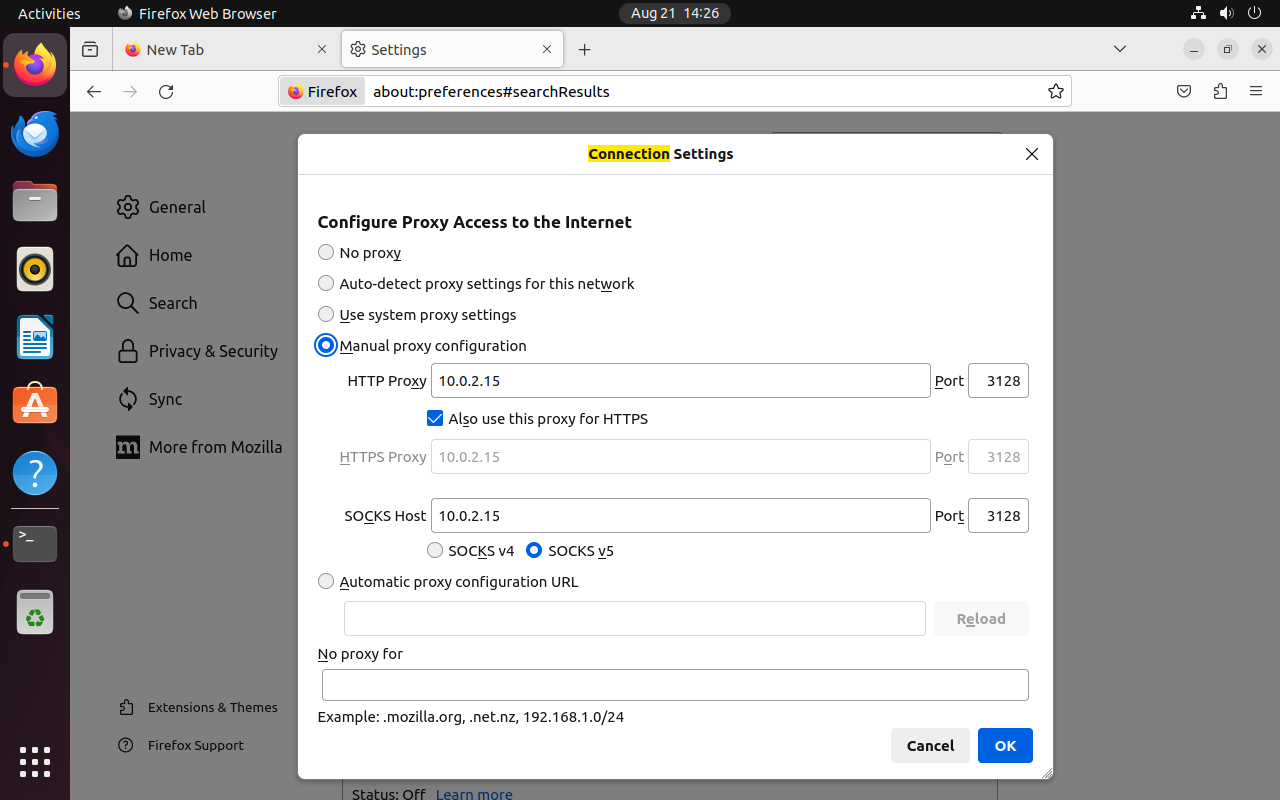 Activities Firefox Web Browser Aug 21 14:26
New Tab Settings
Firefox about:preferences#searchResults
Connection Settings
General
Home
Search
Privacy & Security
Sync
More from Mozilla
Extensions & Themes
Firefox Support
Configure Proxy Access to the Internet
No proxy
Auto-detect proxy settings for this network
Use system proxy settings
Manual proxy configuration
HTTP Proxy 10.0.2.15 Port 3128
Also use this proxy for HTTPS
HTTPS Proxy 10.0.2.15 Port 3128
SOCKS Host 10.0.2.15 Port 3128
SOCKS v4 SOCKS v5
Automatic proxy configuration URL
Reload
No proxy for
Example: .mozilla.org, .net.nz, 192.168.1.0/24
Cancel OK
Status: Off Learn more